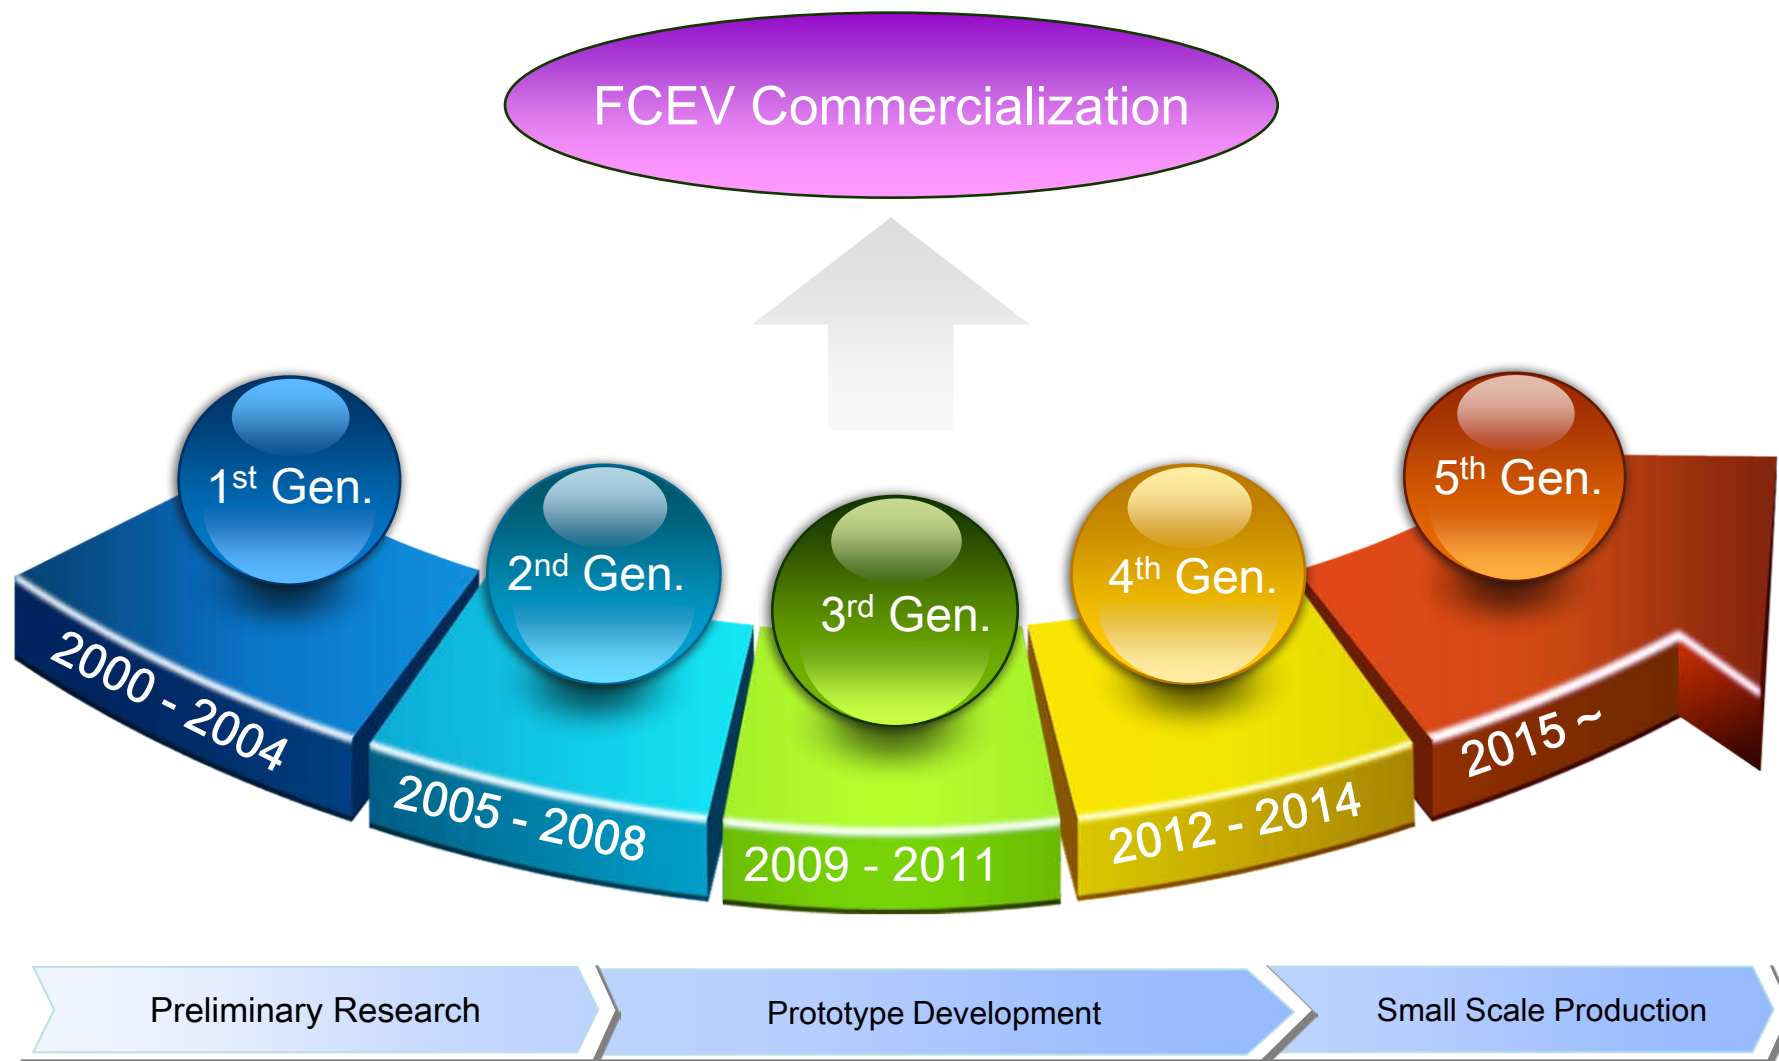 FCEV Commercialization
1st Gen.
2nd Gen.
3rd Gen.
4th Gen.
5th Gen.
2000 - 2004
2005 - 2008
2009 - 2011
2012 - 2014
2015 ~
Preliminary Research
Prototype Development
Small Scale Production